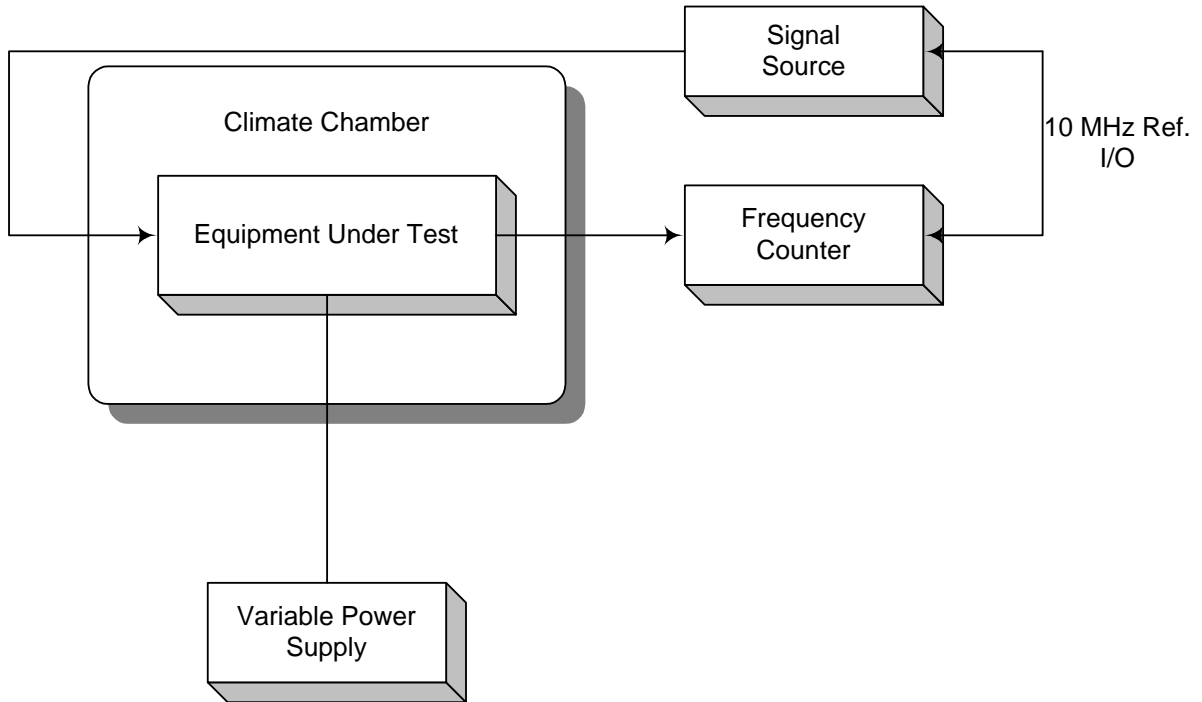 Signal
Source
Climate Chamber
10 MHz Ref.
I/O
Equipment Under Test
Frequency
Counter
Variable Power
Supply